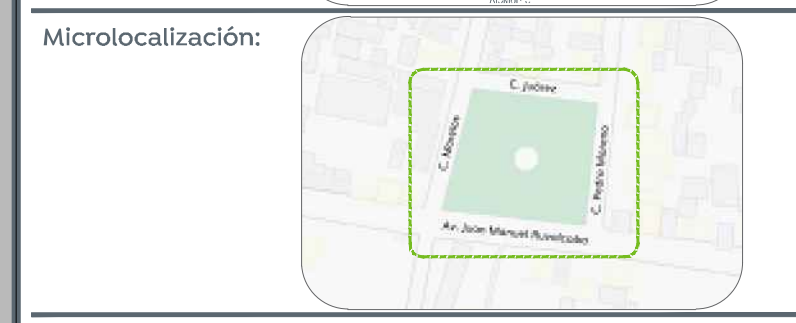 Microlocalización:
C. Juárez
C. Morelos
C. Pedro Moreno
Av. Juan Manuel Ruvalcaba